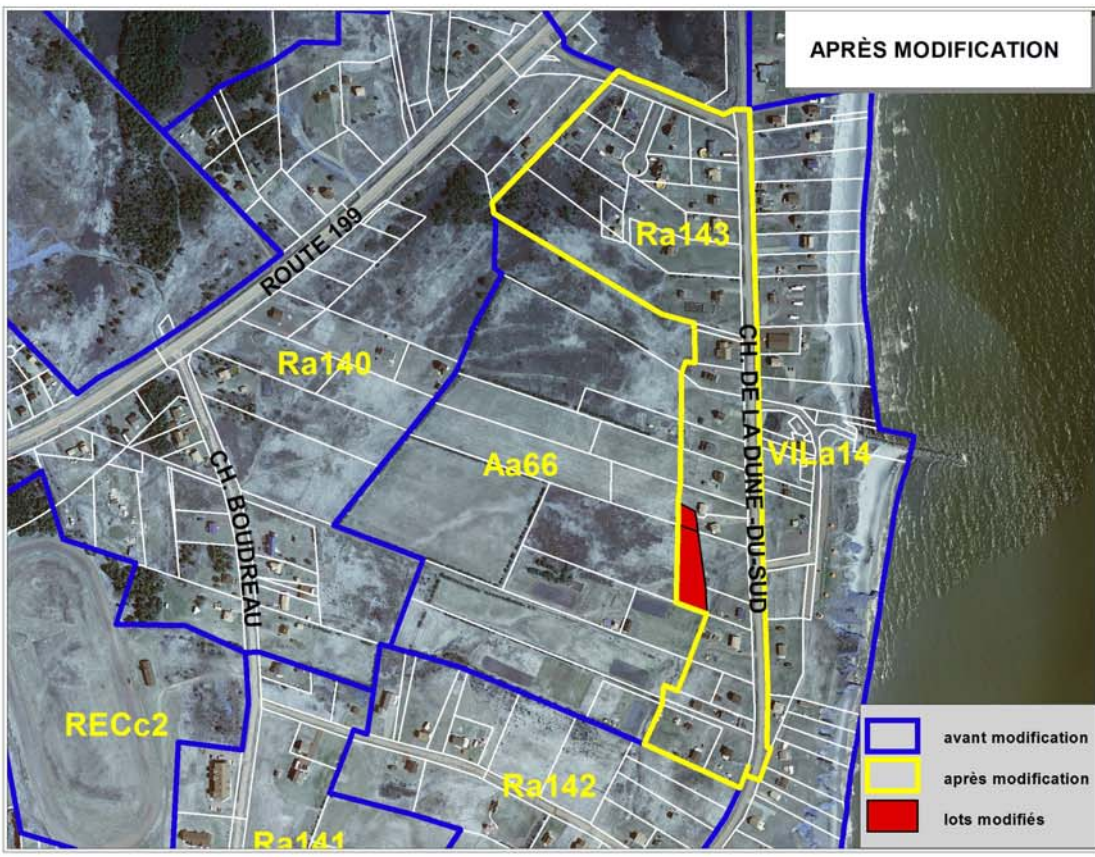 APRÈS MODIFICATION
ROUTE 199
Ra143
Ra140
CH. DE LA DUNE-DU-SUD
Aa66
VILa14
CH. BOUDREAU
RECc2
Ra142
Ra141
avant modification
après modification
lots modifiés